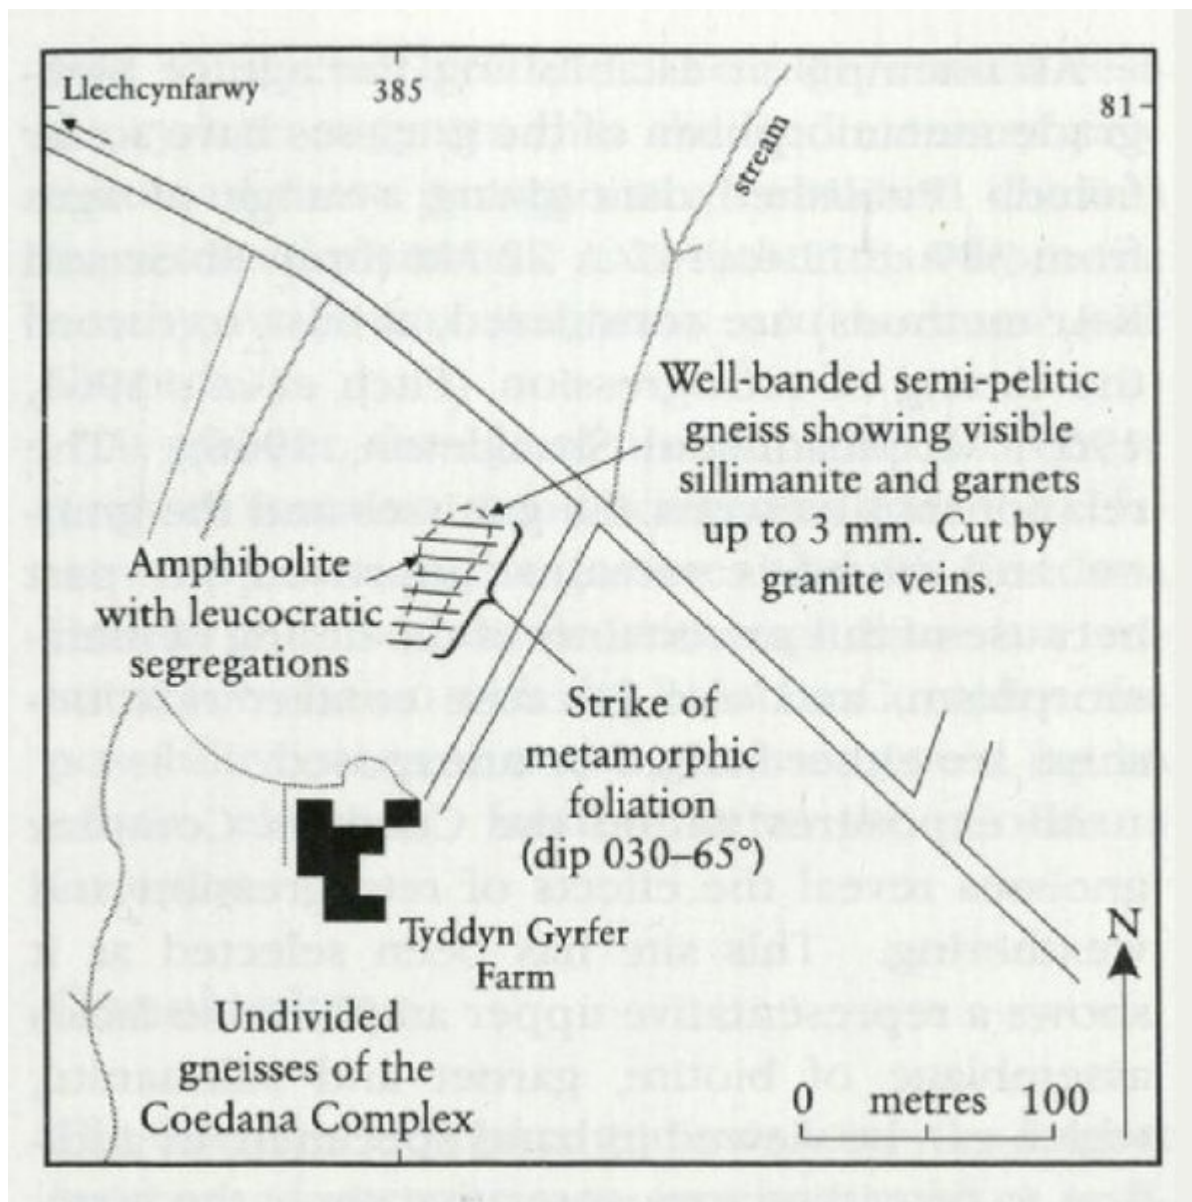 Llechcynfarwy
385
81
stream
Well-banded semi-pelitic
gneiss showing visible
sillimanite and garnets
up to 3 mm. Cut by
granite veins.
Amphibolite
with leucocratic
segregations
Strike of
metamorphic
foliation
(dip 030–65°)
Tyddyn Gyrfer
Farm
N
Undivided
gneisses of the
Coedana Complex
0 metres 100